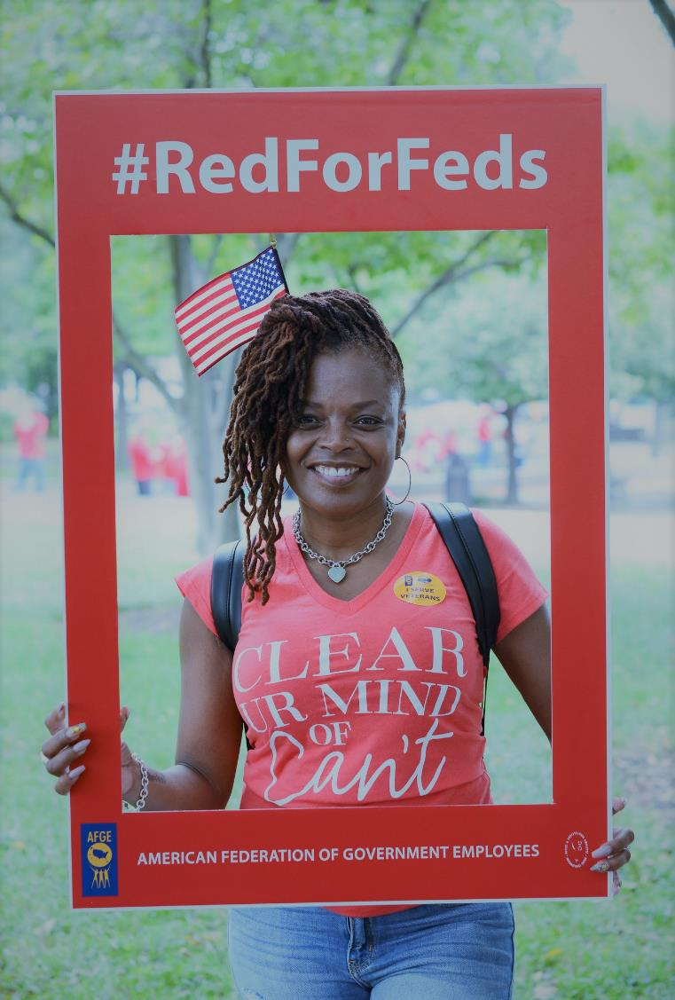 #RedForFeds
I SERVE
VETERANS
CLEAR
UR MIND
OF
Can't
AFGE
AMERICAN FEDERATION OF GOVERNMENT EMPLOYEES